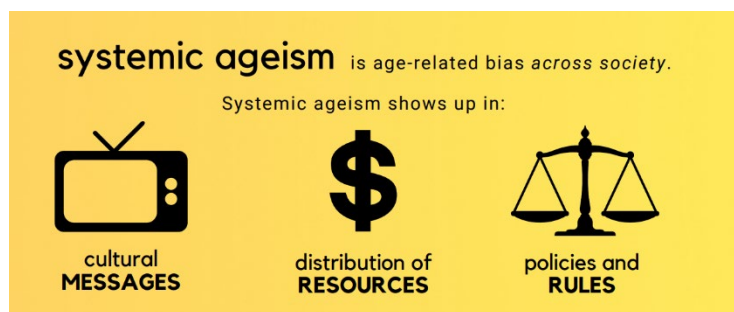 systemic ageism is age-related bias across society.
Systemic ageism shows up in:
cultural
MESSAGES
distribution of
RESOURCES
policies and
RULES